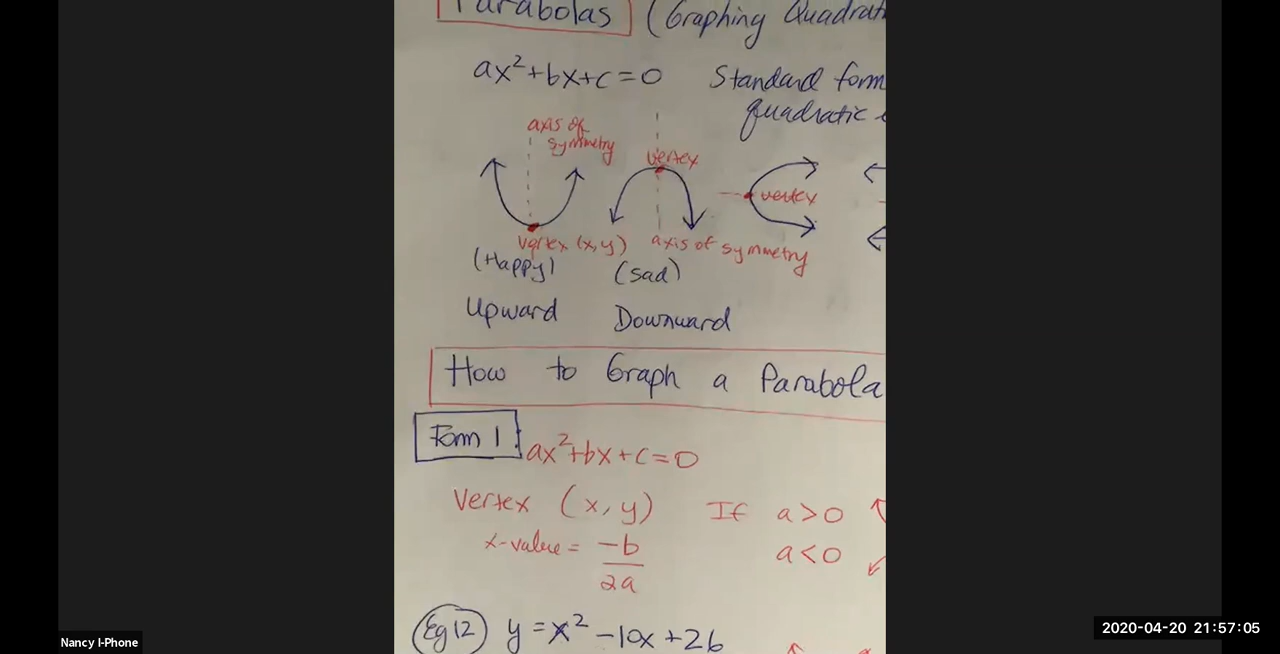 Parabolas (Graphing Quadrat
ax²+bx+c=0 Standard form
quadratic
axis of
symmetry
vertex
vertex
vertex (x,y) axis of symmetry
(Happy) (sad)
Upward Downward
How to Graph a Parabola
Form 1 ax²+bx+c=0
Vertex (x, y) If a>0
x-value = -b
2a
a<0
Eg 12 y=x²-10x+26
Nancy I-Phone
2020-04-20 21:57:05